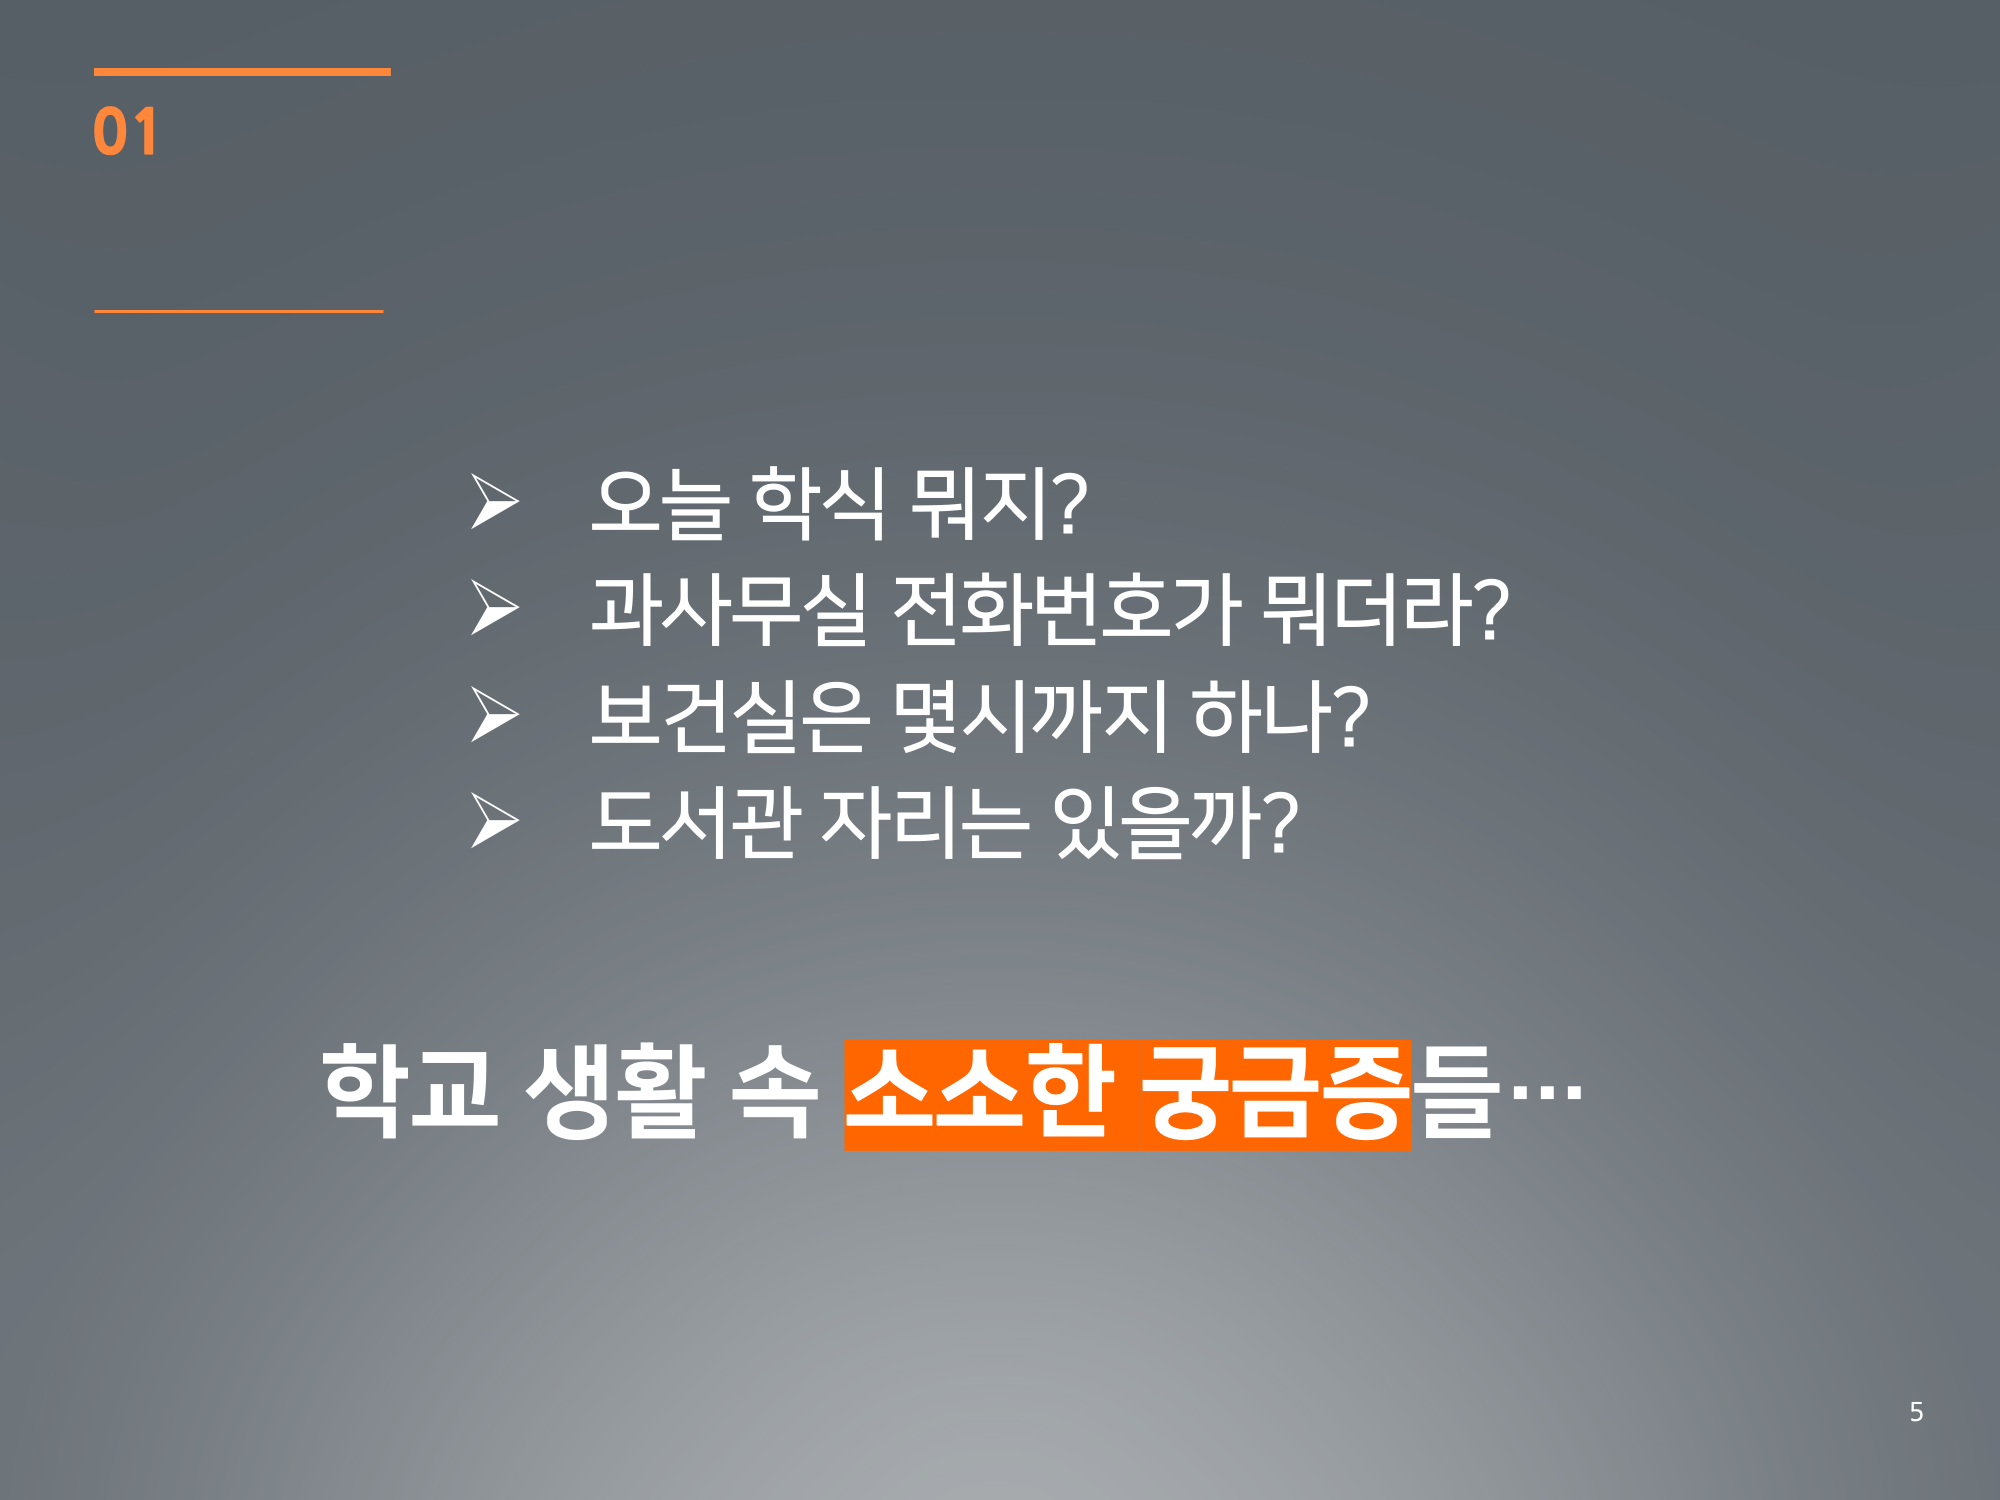 01
➢ 오늘 학식 뭐지?
➢ 과사무실 전화번호가 뭐더라?
➢ 보건실은 몇시까지 하나?
➢ 도서관 자리는 있을까?
학교 생활 속 소소한 궁금증들…
5